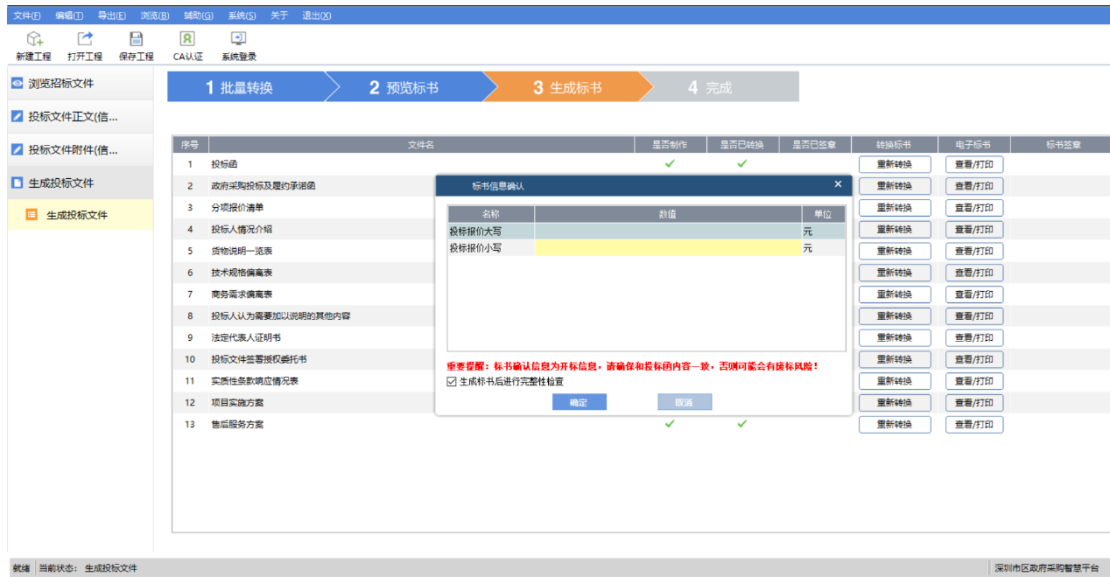 文件(F) 编辑(I) 导出(E) 浏览(B) 辅助(G) 系统(S) 关于 退出(X)
新建工程 打开工程 保存工程 CA认证 系统登录
浏览招标文件
投标文件正文(信...
投标文件附件(信...
生成投标文件
生成投标文件
1 批量转换 2 预览标书 3 生成标书 4 完成
序号 文件名 是否制作 是否已转换 是否已签章 转换标书 电子标书 标书签章
1 投标函 重新转换 查看/打印
2 政府采购投标及履约承诺函 重新转换 查看/打印
3 分项报价清单 重新转换 查看/打印
4 投标人情况介绍 重新转换 查看/打印
5 货物说明一览表 重新转换 查看/打印
6 技术规格偏离表 重新转换 查看/打印
7 商务需求偏离表 重新转换 查看/打印
8 投标人认为需要加以说明的其他内容 重新转换 查看/打印
9 法定代表人证明书 重新转换 查看/打印
10 投标文件签署授权委托书 重新转换 查看/打印
11 实质性条款响应情况表 重新转换 查看/打印
12 项目实施方案 重新转换 查看/打印
13 售后服务方案 重新转换 查看/打印
标书信息确认
名称 数值 单位
投标报价大写 元
投标报价小写 元
重要提醒：标书确认信息为开标信息，请确保和投标函内容一致，否则可能会有废标风险！
生成标书后进行完整性检查
确定 取消
就绪 当前状态: 生成投标文件 深圳市区政府采购智慧平台